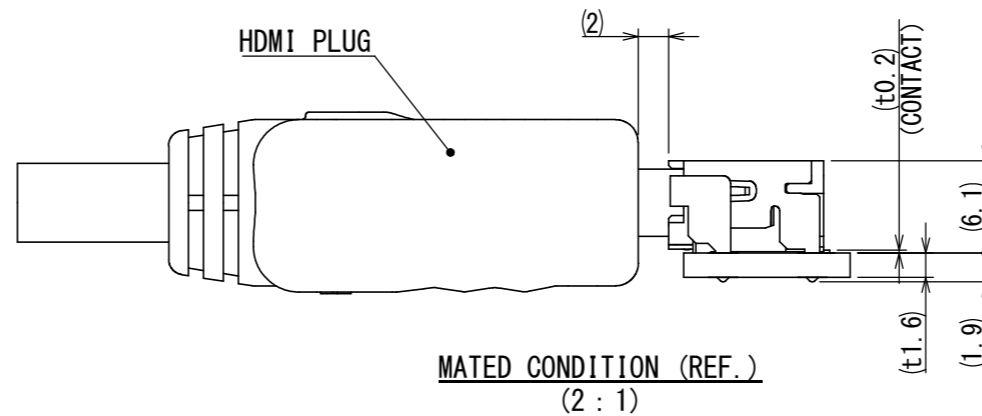 (2)
HDMI PLUG
(t0.2)
(CONTACT)
(6.1)
(t1.6)
(1.9)
MATED CONDITION (REF.)
(2 : 1)